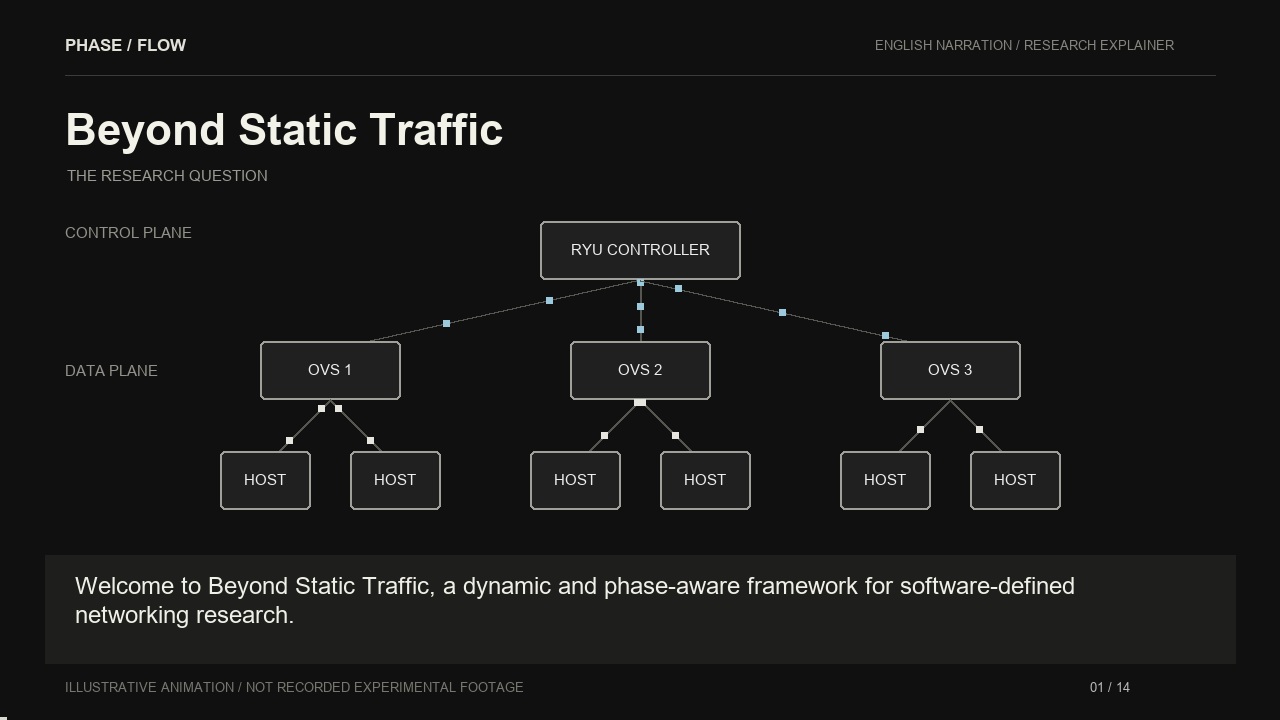 PHASE / FLOW
ENGLISH NARRATION / RESEARCH EXPLAINER
Beyond Static Traffic
THE RESEARCH QUESTION
CONTROL PLANE
RYU CONTROLLER
DATA PLANE
OVS 1
OVS 2
OVS 3
HOST
HOST
HOST
HOST
HOST
HOST
Welcome to Beyond Static Traffic, a dynamic and phase-aware framework for software-defined
networking research.
ILLUSTRATIVE ANIMATION / NOT RECORDED EXPERIMENTAL FOOTAGE
01 / 14